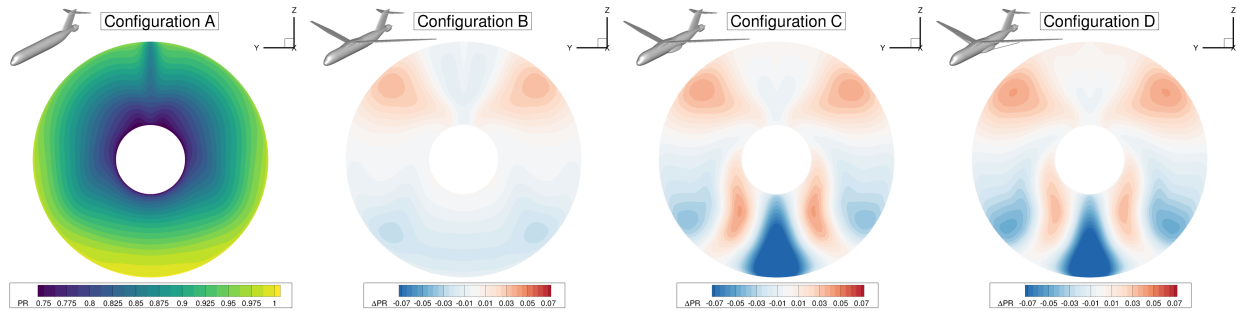 Configuration A
Z
Y
X
PR 0.75 0.775 0.8 0.825 0.85 0.875 0.9 0.925 0.95 0.975 1
Configuration B
Z
Y
X
ΔPR -0.07 -0.05 -0.03 -0.01 0.01 0.03 0.05 0.07
Configuration C
Z
Y
X
ΔPR -0.07 -0.05 -0.03 -0.01 0.01 0.03 0.05 0.07
Configuration D
Z
Y
X
ΔPR -0.07 -0.05 -0.03 -0.01 0.01 0.03 0.05 0.07